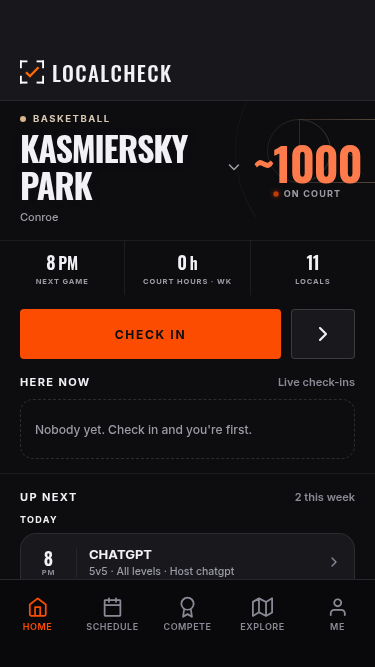 LOCALCHECK
BASKETBALL
KASMIERSKY
PARK
Conroe
~1000
ON COURT
8 PM
NEXT GAME
0 h
COURT HOURS · WK
11
LOCALS
CHECK IN
HERE NOW
Live check-ins
Nobody yet. Check in and you're first.
UP NEXT
2 this week
TODAY
8
PM
CHATGPT
5v5 · All levels · Host chatgpt
HOME
SCHEDULE
COMPETE
EXPLORE
ME